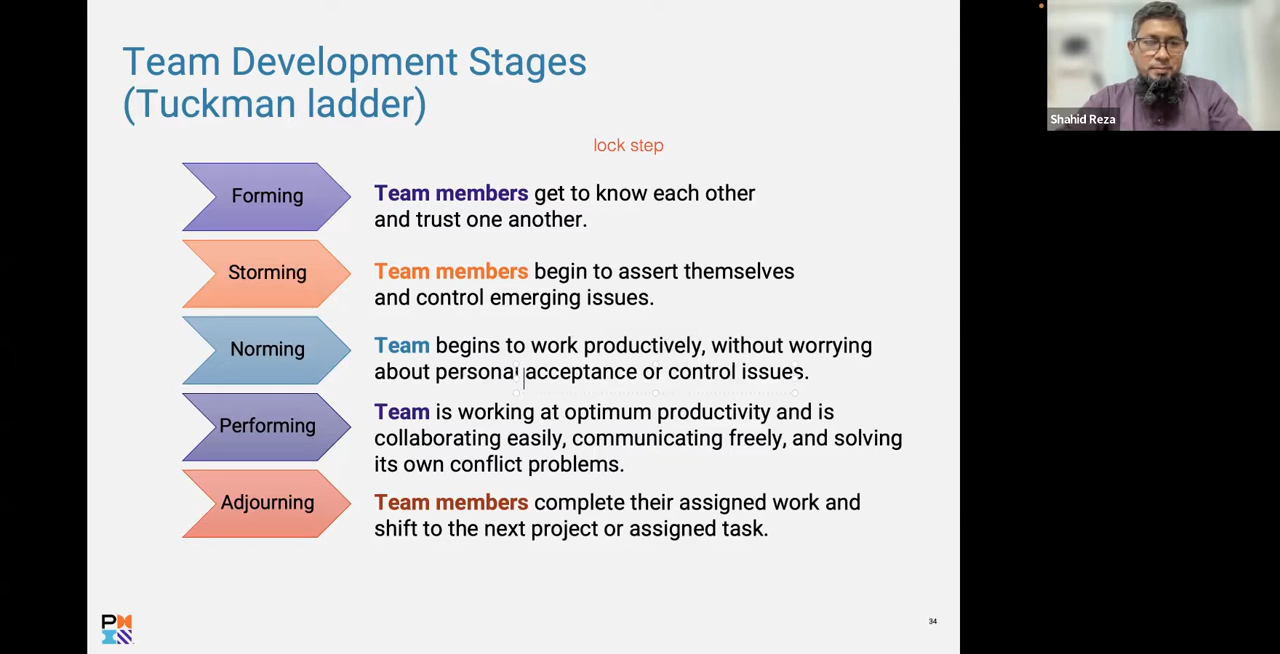 Team Development Stages
(Tuckman ladder)
lock step
Shahid Reza
Forming
Team members get to know each other
and trust one another.
Storming
Team members begin to assert themselves
and control emerging issues.
Norming
Team begins to work productively, without worrying
about personal acceptance or control issues.
Performing
Team is working at optimum productivity and is
collaborating easily, communicating freely, and solving
its own conflict problems.
Adjourning
Team members complete their assigned work and
shift to the next project or assigned task.
34